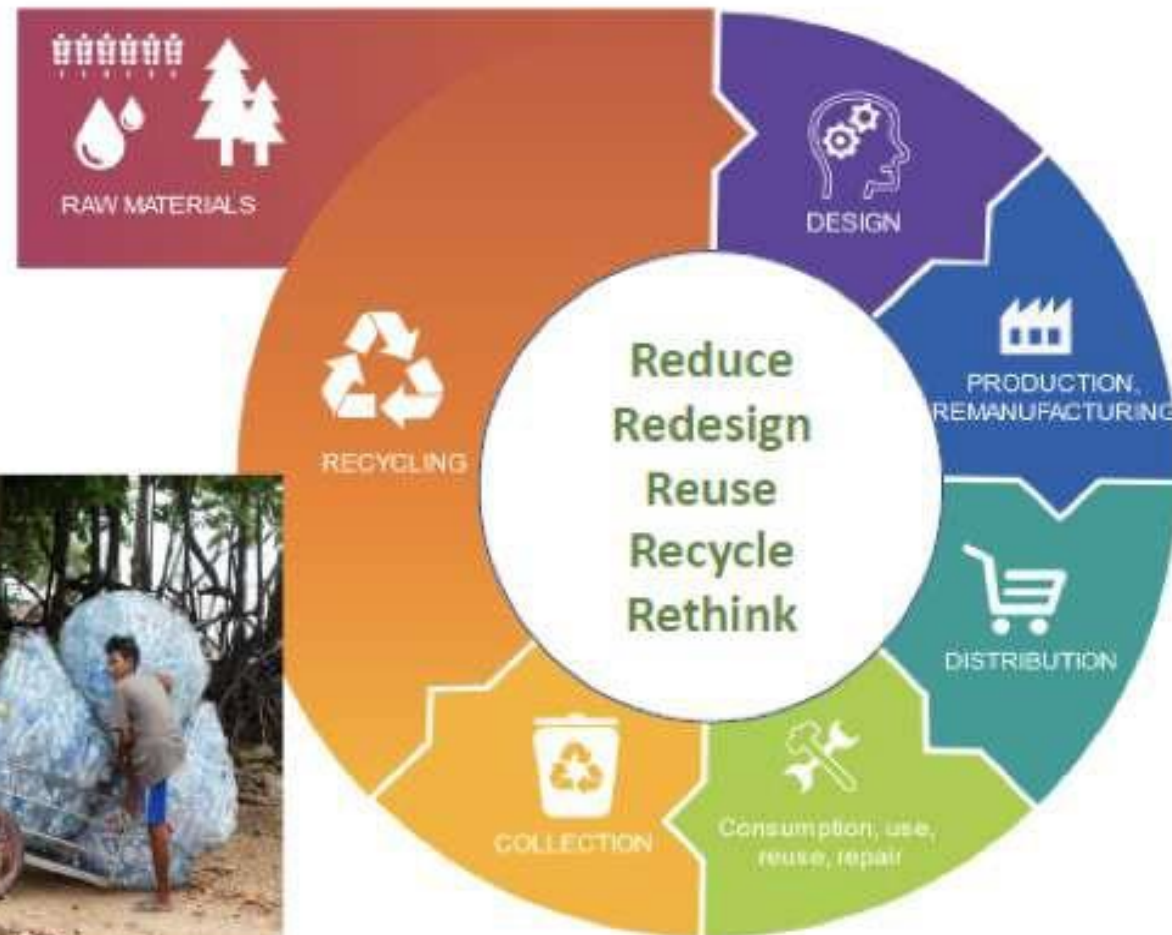 RAW MATERIALS
DESIGN
PRODUCTION,
REMANUFACTURING
DISTRIBUTION
Consumption, use,
reuse, repair
COLLECTION
RECYCLING
Reduce
Redesign
Reuse
Recycle
Rethink